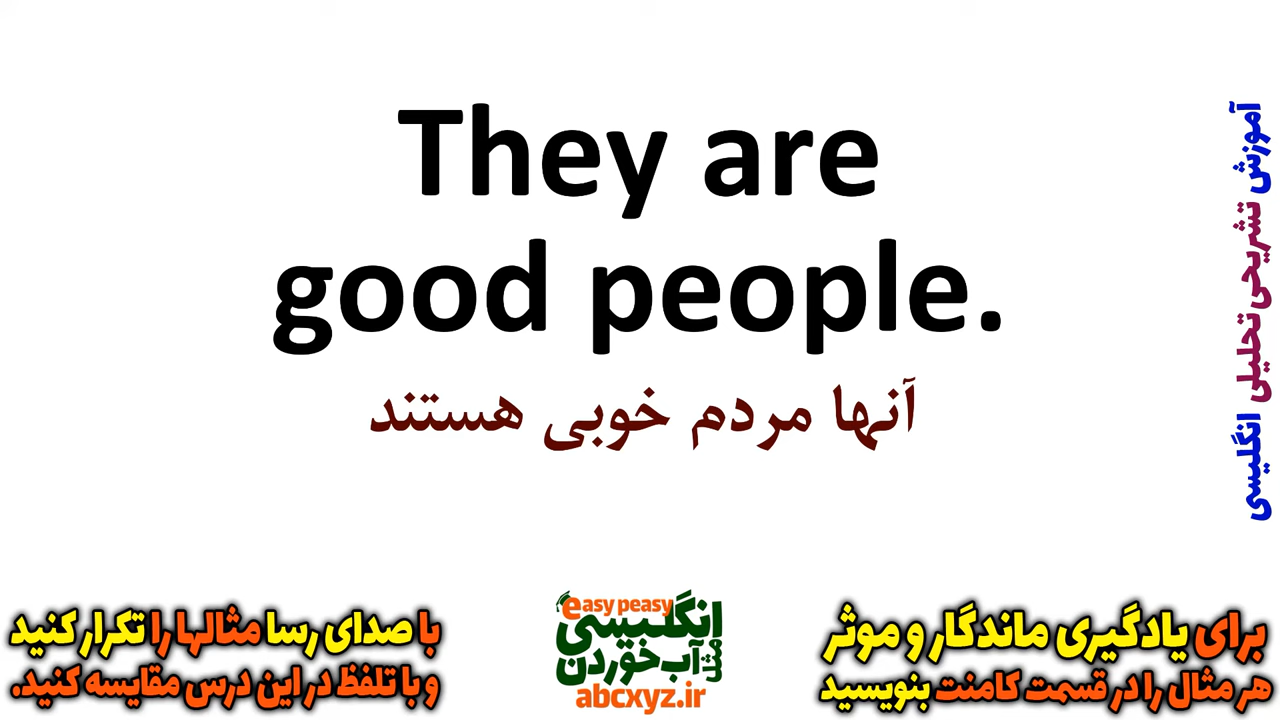 They are
good people.
آنها مردم خوبی هستند
آموزش تشریحی تحلیلی انگلیسی
برای یادگیری ماندگار و موثر
هر مثال را در قسمت کامنت بنویسید
easy peasy
انگلیسی
مثل آب خوردن
abcxyz.ir
با صدای رسا مثالها را تکرار کنید
و با تلفظ در این درس مقایسه کنید.